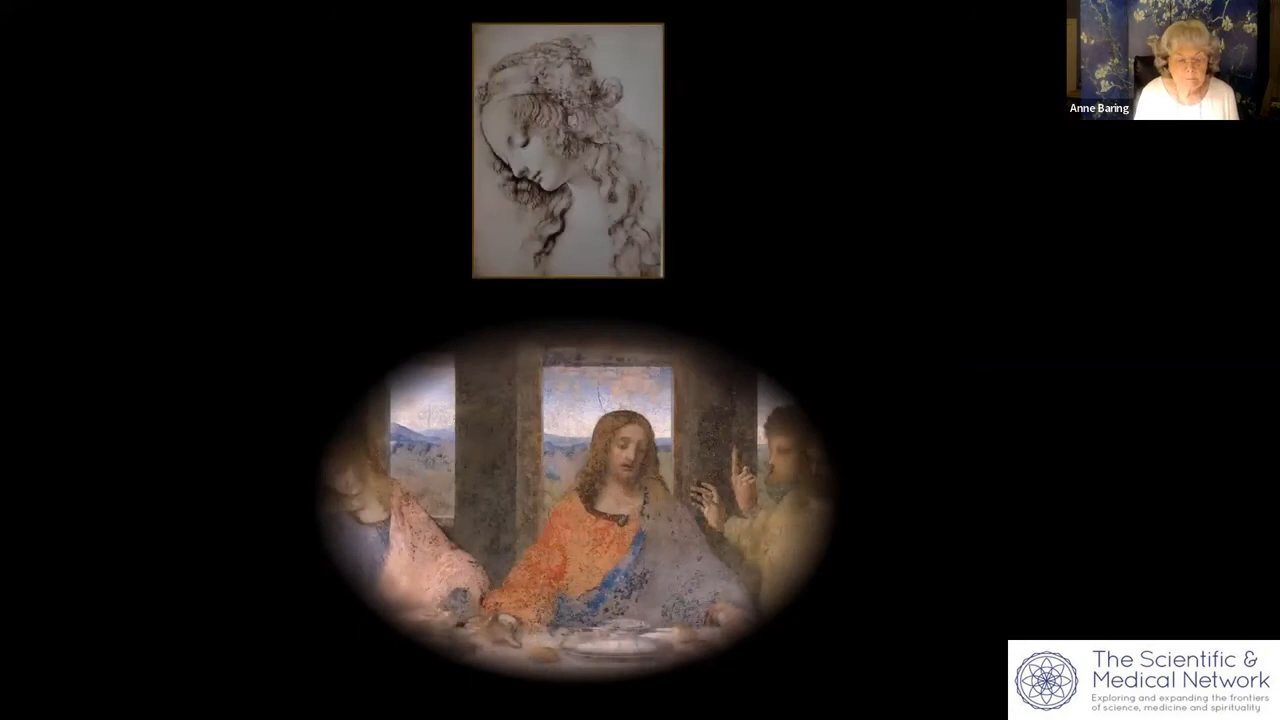 Anne Baring
The Scientific &
Medical Network
Exploring and expanding the frontiers
of science, medicine and spirituality